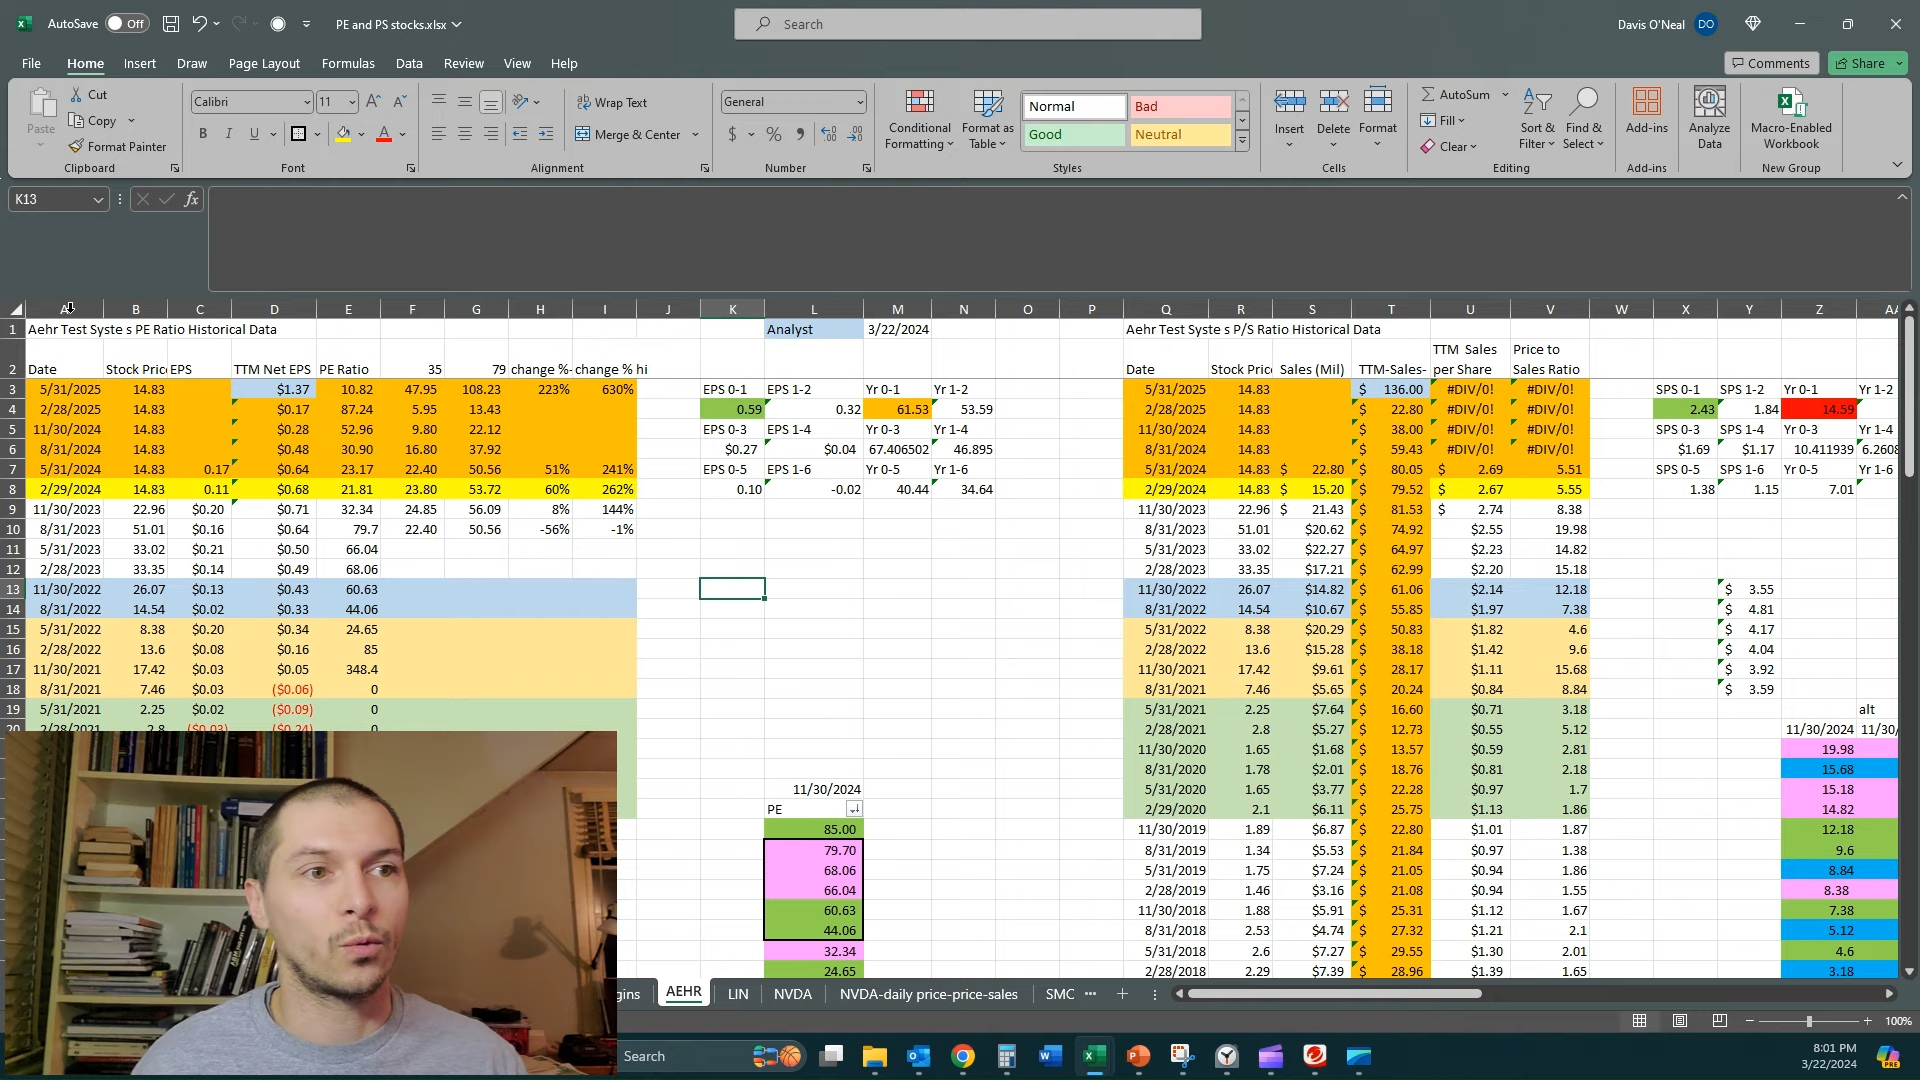 AutoSave Off PE and PS stocks.xlsx Search Davis O'Neal DO
File Home Insert Draw Page Layout Formulas Data Review View Help Comments Share
Paste Cut Copy Format Painter Clipboard
Calibri 11 B I U A Font
Wrap Text Merge & Center Alignment
General $ % Number
Conditional Formatting Format as Table Normal Bad Good Neutral Styles
Insert Delete Format Cells
AutoSum Fill Clear Sort & Filter Find & Select Editing
Add-ins Add-ins Analyze Data Macro-Enabled Workbook New Group
K13 fx
A B C D E F G H I J K L M N O P Q R S T U V W X Y Z AA
1 Aehr Test Syste s PE Ratio Historical Data Analyst 3/22/2024 Aehr Test Syste s P/S Ratio Historical Data
2 Date Stock Pric EPS TTM Net EPS PE Ratio 35 79 change %- change % hi Date Stock Price Sales (Mil) TTM-Sales- TTM Sales per Share Price to Sales Ratio
3 5/31/2025 14.83 $1.37 10.82 47.95 108.23 223% 630% EPS 0-1 EPS 1-2 Yr 0-1 Yr 1-2 5/31/2025 14.83 $ 136.00 #DIV/0! #DIV/0! SPS 0-1 SPS 1-2 Yr 0-1 Yr 1-2
4 2/28/2025 14.83 $0.17 87.24 5.95 13.43 0.59 0.32 61.53 53.59 2/28/2025 14.83 $ 22.80 #DIV/0! #DIV/0! 2.43 1.84 14.59
5 11/30/2024 14.83 $0.28 52.96 9.80 22.12 EPS 0-3 EPS 1-4 Yr 0-3 Yr 1-4 11/30/2024 14.83 $ 38.00 #DIV/0! #DIV/0! SPS 0-3 SPS 1-4 Yr 0-3 Yr 1-4
6 8/31/2024 14.83 $0.48 30.90 16.80 37.92 $0.27 $0.04 67.406502 46.895 8/31/2024 14.83 $ 59.43 #DIV/0! #DIV/0! $1.69 $1.17 10.411939 6.2608
7 5/31/2024 14.83 0.17 $0.64 23.17 22.40 50.56 51% 241% EPS 0-5 EPS 1-6 Yr 0-5 Yr 1-6 5/31/2024 14.83 $ 22.80 $ 80.05 $ 2.69 5.51 SPS 0-5 SPS 1-6 Yr 0-5 Yr 1-6
8 2/29/2024 14.83 0.11 $0.68 21.81 23.80 53.72 60% 262% 0.10 -0.02 40.44 34.64 2/29/2024 14.83 $ 15.20 $ 79.52 $ 2.67 5.55 1.38 1.15 7.01
9 11/30/2023 22.96 $0.20 $0.71 32.34 24.85 56.09 8% 144% 11/30/2023 22.96 $ 21.43 $ 81.53 $ 2.74 8.38
10 8/31/2023 51.01 $0.16 $0.64 79.7 22.40 50.56 -56% -1% 8/31/2023 51.01 $20.62 $ 74.92 $2.55 19.98
11 5/31/2023 33.02 $0.21 $0.50 66.04 5/31/2023 33.02 $22.27 $ 64.97 $2.23 14.82
12 2/28/2023 33.35 $0.14 $0.49 68.06 2/28/2023 33.35 $17.21 $ 62.99 $2.20 15.18
13 11/30/2022 26.07 $0.13 $0.43 60.63 11/30/2022 26.07 $14.82 $ 61.06 $2.14 12.18 $ 3.55
14 8/31/2022 14.54 $0.02 $0.33 44.06 8/31/2022 14.54 $10.67 $ 55.85 $1.97 7.38 $ 4.81
15 5/31/2022 8.38 $0.20 $0.34 24.65 5/31/2022 8.38 $20.29 $ 50.83 $1.82 4.6 $ 4.17
16 2/28/2022 13.6 $0.08 $0.16 85 2/28/2022 13.6 $15.28 $ 38.18 $1.42 9.6 $ 4.04
17 11/30/2021 17.42 $0.03 $0.05 348.4 11/30/2021 17.42 $9.61 $ 28.17 $1.11 15.68 $ 3.92
18 8/31/2021 7.46 $0.03 ($0.06) 0 8/31/2021 7.46 $5.65 $ 20.24 $0.84 8.84 $ 3.59
19 5/31/2021 2.25 $0.02 ($0.09) 0 5/31/2021 2.25 $7.64 $ 16.60 $0.71 3.18 alt
20 2/28/2021 2.8 ($0.03) ($0.24) 0 2/28/2021 2.8 $5.27 $ 12.73 $0.55 5.12 11/30/2024 11/30/
11/30/2020 1.65 $1.68 $ 13.57 $0.59 2.81 19.98
8/31/2020 1.78 $2.01 $ 18.76 $0.81 2.18 15.68
11/30/2024 5/31/2020 1.65 $3.77 $ 22.28 $0.97 1.7 15.18
PE 2/29/2020 2.1 $6.11 $ 25.75 $1.13 1.86 14.82
85.00 11/30/2019 1.89 $6.87 $ 22.80 $1.01 1.87 12.18
79.70 8/31/2019 1.34 $5.53 $ 21.84 $0.97 1.38 9.6
68.06 5/31/2019 1.75 $7.24 $ 21.05 $0.94 1.86 8.84
66.04 2/28/2019 1.46 $3.16 $ 21.08 $0.94 1.55 8.38
60.63 11/30/2018 1.88 $5.91 $ 25.31 $1.12 1.67 7.38
44.06 8/31/2018 2.53 $4.74 $ 27.32 $1.21 2.1 5.12
32.34 5/31/2018 2.6 $7.27 $ 29.55 $1.30 2.01 4.6
24.65 2/28/2018 2.29 $7.39 $ 28.96 $1.39 1.65 3.18
gins AEHR LIN NVDA NVDA-daily price-price-sales SMC
100%
Search
8:01 PM
3/22/2024